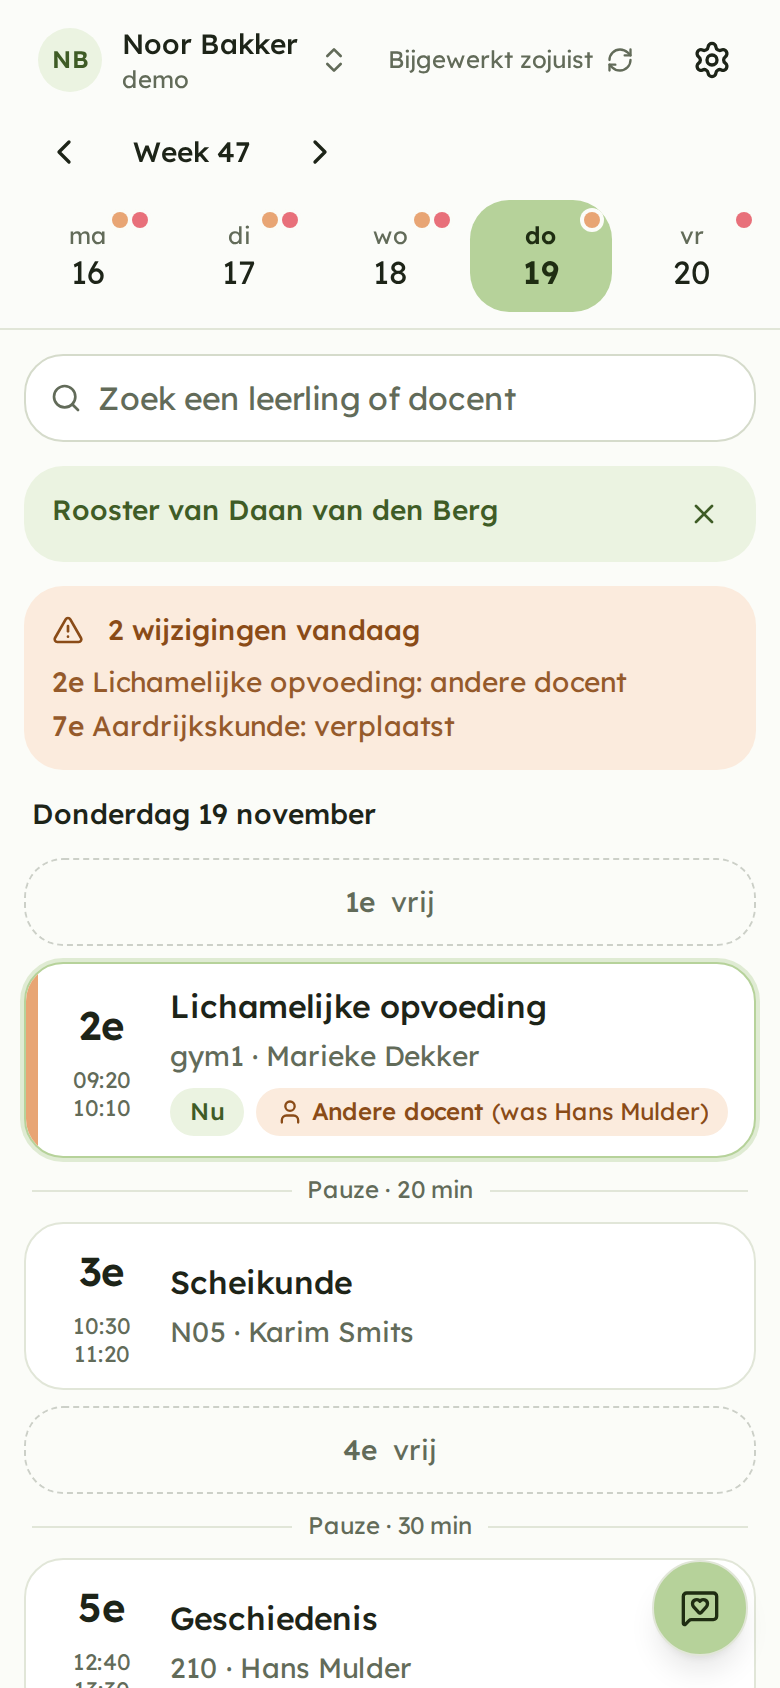 NB
Noor Bakker
demo
Bijgewerkt zojuist
Week 47
ma
16
di
17
wo
18
do
19
vr
20
Zoek een leerling of docent
Rooster van Daan van den Berg
2 wijzigingen vandaag
2e Lichamelijke opvoeding: andere docent
7e Aardrijkskunde: verplaatst
Donderdag 19 november
1e vrij
2e
09:20
10:10
Lichamelijke opvoeding
gym1 · Marieke Dekker
Nu
Andere docent (was Hans Mulder)
Pauze · 20 min
3e
10:30
11:20
Scheikunde
N05 · Karim Smits
4e vrij
Pauze · 30 min
5e
12:40
13:30
Geschiedenis
210 · Hans Mulder